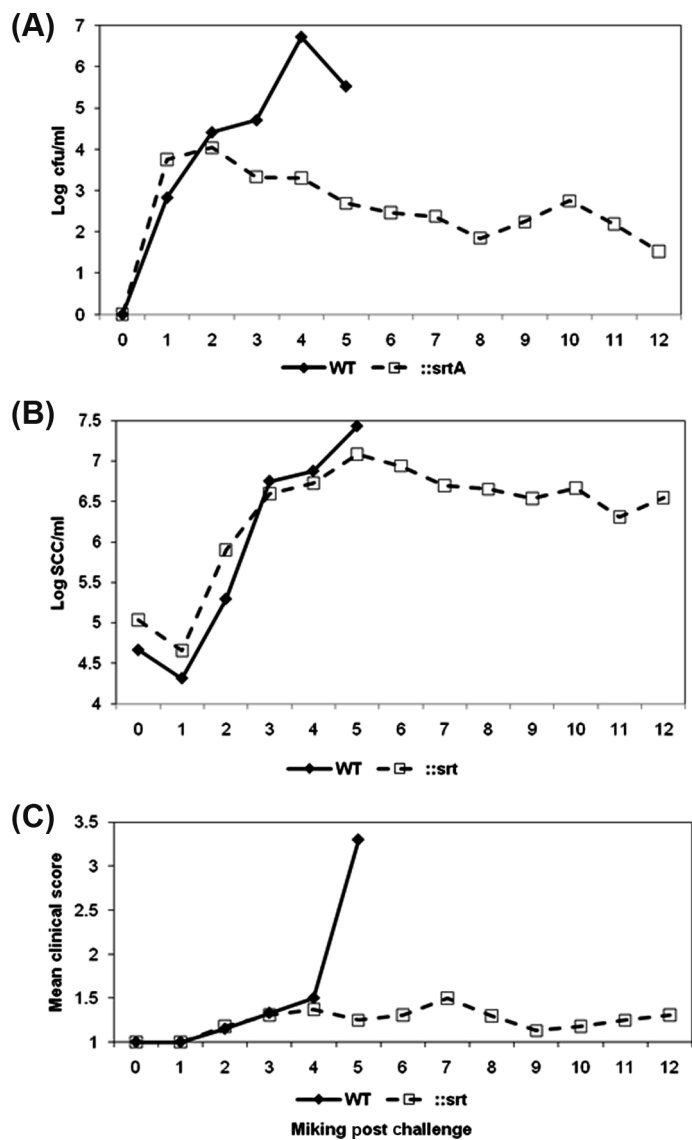 (A)
7
6
5
4
3
2
1
0
Log cfu/ml
0 1 2 3 4 5 6 7 8 9 10 11 12
WT ::srtA
(B)
7.5
7
6.5
6
5.5
5
4.5
4
Log SCC/ml
0 1 2 3 4 5 6 7 8 9 10 11 12
WT ::srt
(C)
3.5
3
2.5
2
1.5
1
Mean clinical score
0 1 2 3 4 5 6 7 8 9 10 11 12
WT ::srt
Miking post challenge